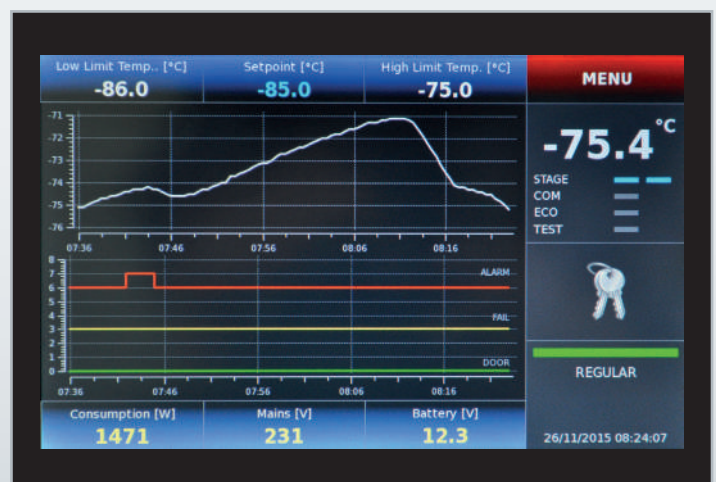 Low Limit Temp.. [°C] Setpoint [°C] High Limit Temp. [°C]
-86.0 -85.0 -75.0
MENU
-71
-72
-73
-74
-75
-76
07:36 07:46 07:56 08:06 08:16
8
7
6
5
4
3
2
1
0
ALARM
FAIL
DOOR
07:36 07:46 07:56 08:06 08:16
Consumption [W] Mains [V] Battery [V]
1471 231 12.3
-75.4 °C
STAGE
COM
ECO
TEST
REGULAR
26/11/2015 08:24:07